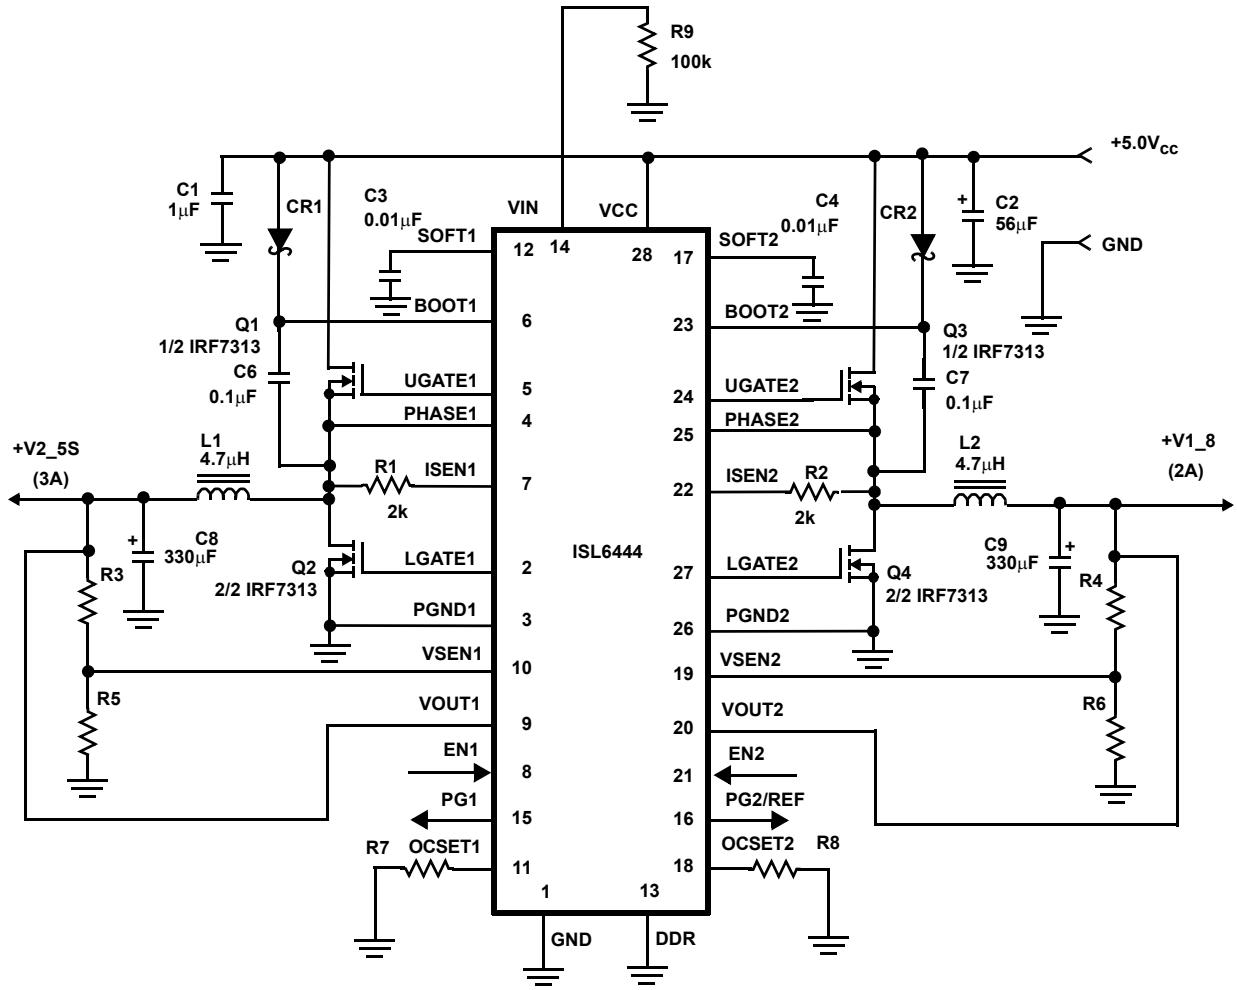 R9
100k
+5.0VCC
C1
1μF
CR1
C3
0.01μF
VIN
VCC
C4
0.01μF
CR2
+
C2
56μF
GND
SOFT1
12
14
28
17
SOFT2
BOOT1
6
23
BOOT2
Q1
1/2 IRF7313
Q3
1/2 IRF7313
C6
0.1μF
UGATE1
5
24
UGATE2
C7
0.1μF
PHASE1
4
25
PHASE2
+V2_5S
(3A)
L1
4.7μH
R1
2k
ISEN1
7
22
ISEN2
R2
2k
L2
4.7μH
+V1_8
(2A)
+
C8
330μF
ISL6444
C9
330μF
+
R3
Q2
2/2 IRF7313
LGATE1
2
27
LGATE2
Q4
2/2 IRF7313
R4
PGND1
3
26
PGND2
VSEN1
10
19
VSEN2
R5
R6
VOUT1
9
20
VOUT2
EN1
8
21
EN2
PG1
15
16
PG2/REF
R7
OCSET1
11
18
OCSET2
R8
1
13
GND
DDR